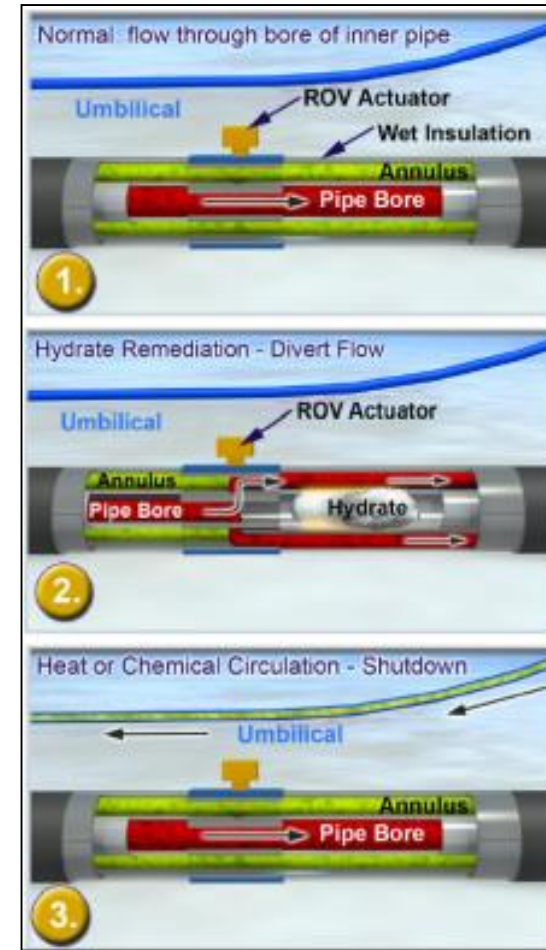 Normal flow through bore of inner pipe
ROV Actuator
Umbilical
Wet Insulation
Annulus
Pipe Bore
1.
Hydrate Remediation - Divert Flow
ROV Actuator
Umbilical
Annulus
Pipe Bore
Hydrate
2.
Heat or Chemical Circulation - Shutdown
Umbilical
Annulus
Pipe Bore
3.